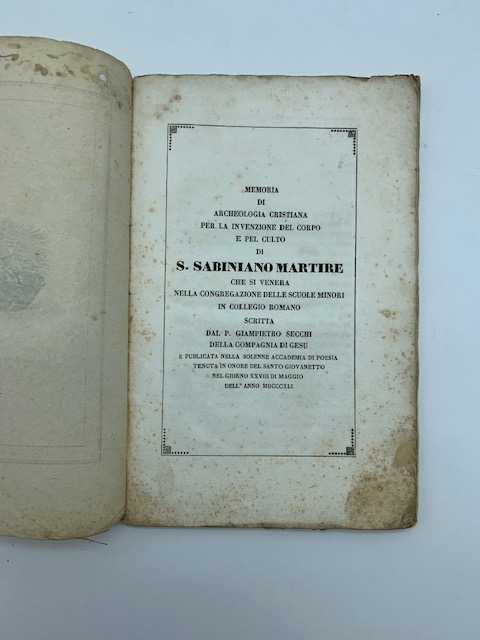 MEMORIA
DI
ARCHEOLOGIA CRISTIANA
PER LA INVENZIONE DEL CORPO
E PEL CULTO
DI
S. SABINIANO MARTIRE
CHE SI VENERA
NELLA CONGREGAZIONE DELLE SCUOLE MINORI
IN COLLEGIO ROMANO
SCRITTA
DAL P. GIAMPIETRO SECCHI
DELLA COMPAGNIA DI GESU
E PUBLICATA NELLA SOLENNE ACCADEMIA DI POESIA
TENUTA IN ONORE DEL SANTO GIOVANETTO
NEL GIORNO XXVIII DI MAGGIO
DELL' ANNO MDCCCXLI